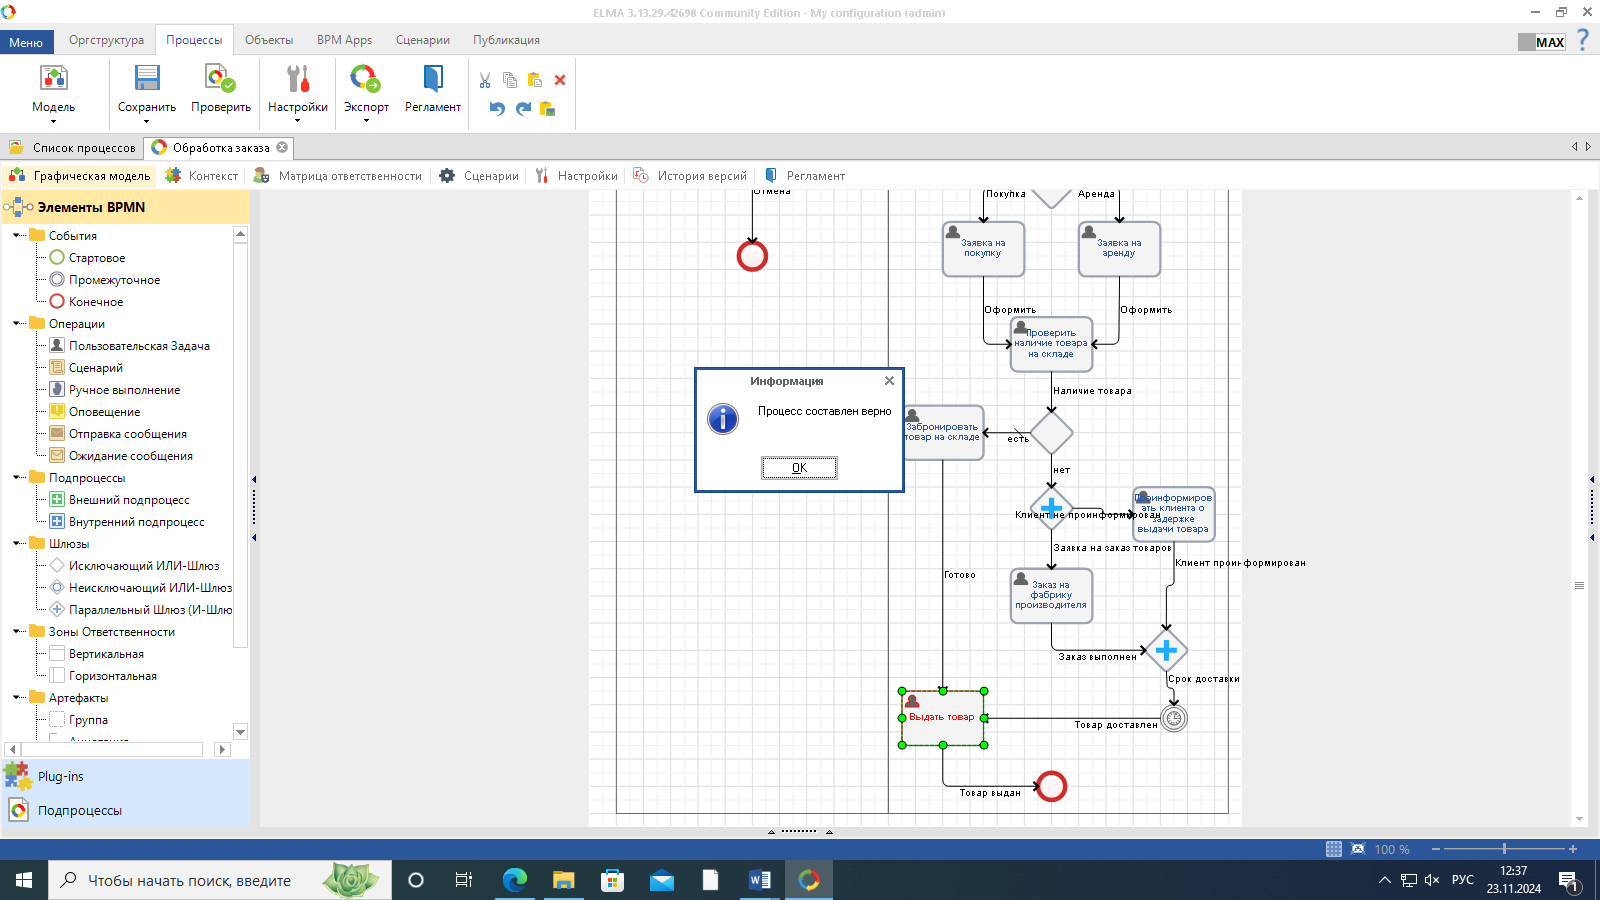 ELMA 3.13.29.42698 Community Edition - My configuration (admin)
Меню
Оргструктура
Процессы
Объекты
BPM Apps
Сценарии
Публикация
MAX
?
Модель
Сохранить
Проверить
Настройки
Экспорт
Регламент
Список процессов
Обработка заказа
Графическая модель
Контекст
Матрица ответственности
Сценарии
Настройки
История версий
Регламент
Элементы BPMN
События
Стартовое
Промежуточное
Конечное
Операции
Пользовательская Задача
Сценарий
Ручное выполнение
Оповещение
Отправка сообщения
Ожидание сообщения
Подпроцессы
Внешний подпроцесс
Внутренний подпроцесс
Шлюзы
Исключающий ИЛИ-Шлюз
Неисключающий ИЛИ-Шлюз
Параллельный Шлюз (И-Шлю
Зоны Ответственности
Вертикальная
Горизонтальная
Артефакты
Группа
Plug-ins
Подпроцессы
Отмена
Покупка
Аренда
Заявка на
покупку
Заявка на
аренду
Оформить
Оформить
Проверить
наличие товара
на складе
Наличие товара
Информация
Процесс составлен верно
OK
Забронировать
товар на складе
есть
нет
Клиент не проинформирован
Проинформиров
ать клиента о
задержке
выдачи товара
Заявка на заказ товаров
Клиент проинформирован
Готово
Заказ на
фабрику
производителя
Заказ выполнен
Срок доставки
Выдать товар
Товар доставлен
Товар выдан
100 %
Чтобы начать поиск, введите
РУС
12:37
23.11.2024
1